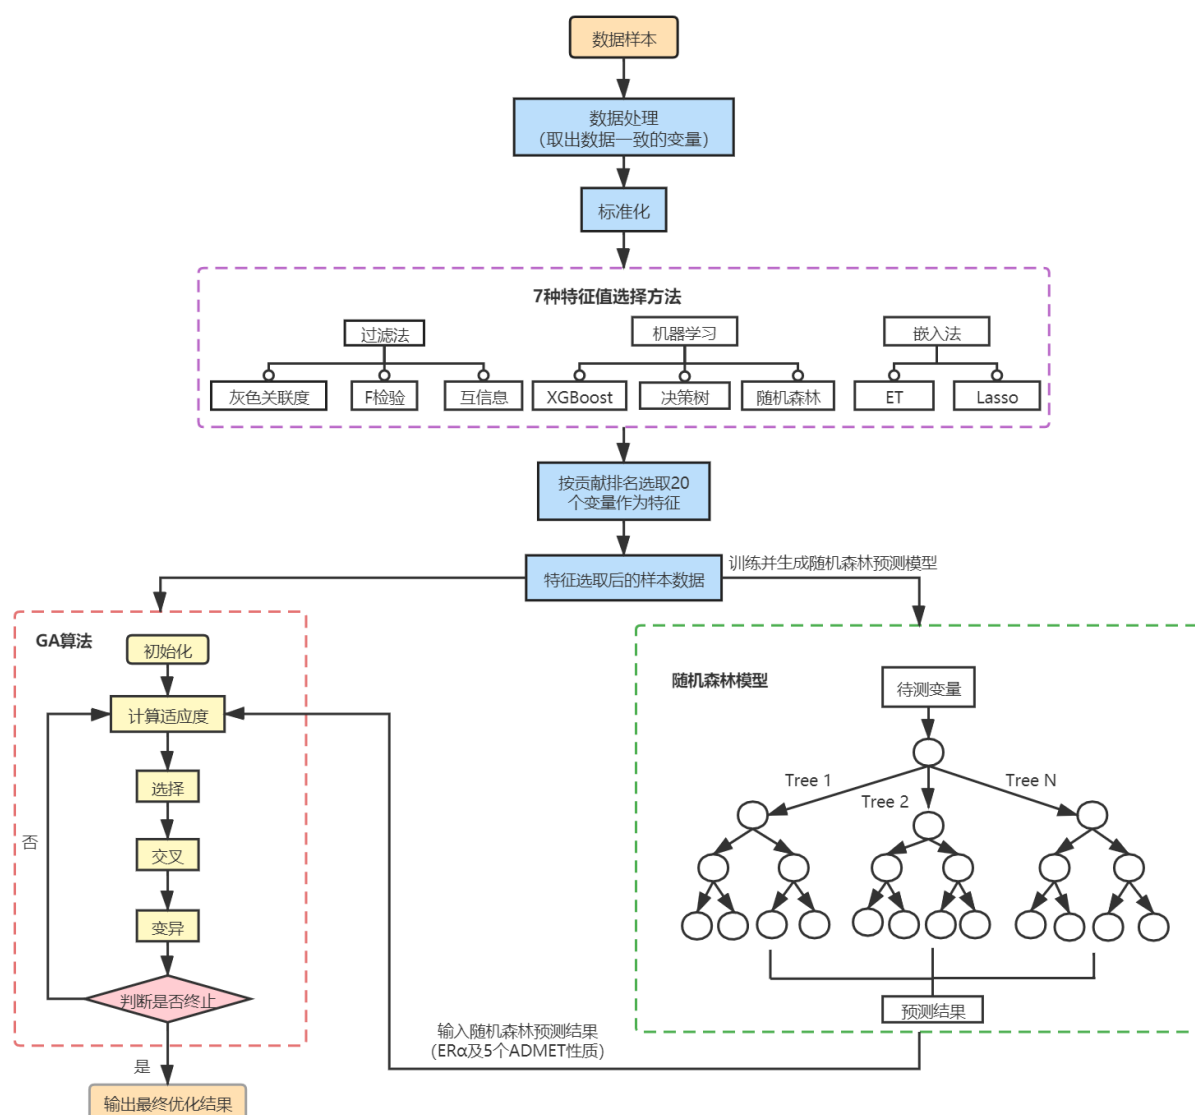 数据样本
数据处理
（取出数据一致的变量）
标准化
7种特征值选择方法
过滤法
机器学习
嵌入法
灰色关联度
F检验
互信息
XGBoost
决策树
随机森林
ET
Lasso
按贡献排名选取20
个变量作为特征
特征选取后的样本数据
训练并生成随机森林预测模型
GA算法
初始化
计算适应度
选择
交叉
变异
判断是否终止
否
是
输出最终优化结果
随机森林模型
待测变量
Tree 1
Tree 2
Tree N
预测结果
输入随机森林预测结果
(ERα及5个ADMET性质)